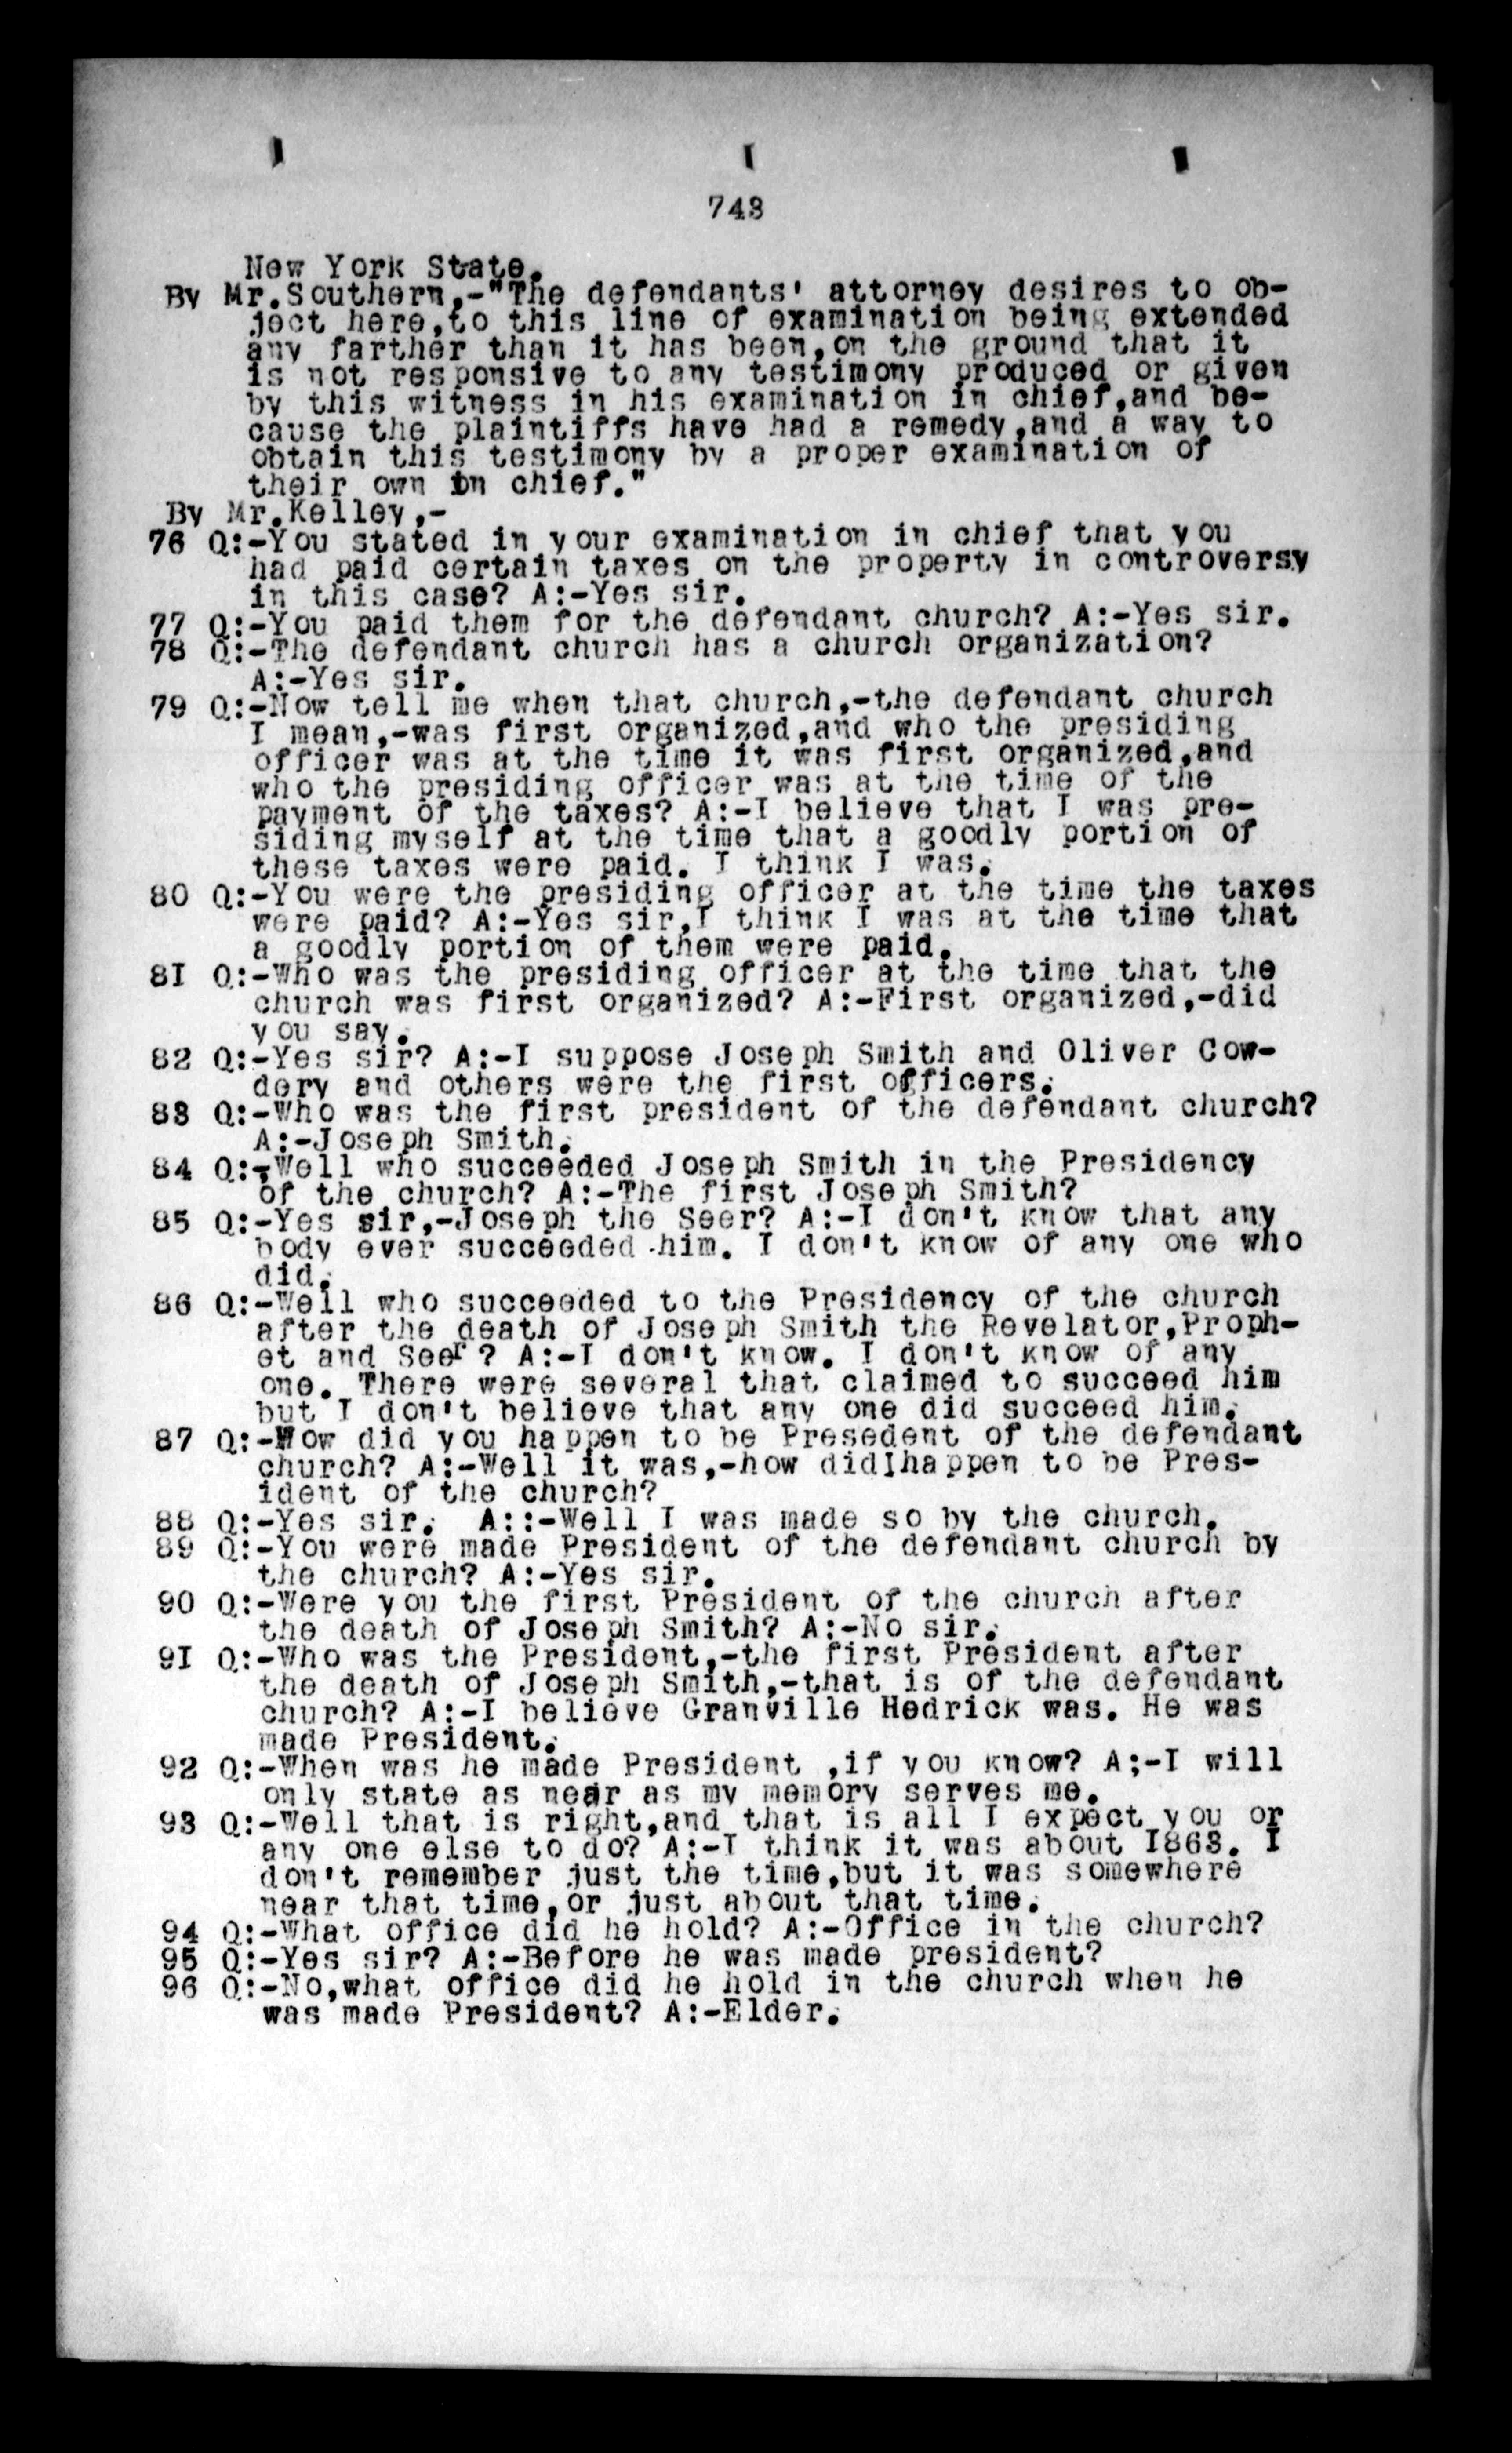 743
New York State.
By Mr.Southern,-"The defendants' attorney desires to ob-
ject here,to this line of examination being extended
any farther than it has been,on the ground that it
is not responsive to any testimony produced or given
by this witness in his examination in chief,and be-
cause the plaintiffs have had a remedy,and a way to
obtain this testimony by a proper examination of
their own in chief."
By Mr.Kelley,-
76 Q:-You stated in your examination in chief that you
had paid certain taxes on the property in controversy
in this case? A:-Yes sir.
77 Q:-You paid them for the defendant church? A:-Yes sir.
78 Q:-The defendant church has a church organization?
A:-Yes sir.
79 Q:-Now tell me when that church,-the defendant church
I mean,-was first organized,and who the presiding
officer was at the time it was first organized,and
who the presiding officer was at the time of the
payment of the taxes? A:-I believe that I was pre-
siding myself at the time that a goodly portion of
these taxes were paid. I think I was.
80 Q:-You were the presiding officer at the time the taxes
were paid? A:-Yes sir,I think I was at the time that
a goodly portion of them were paid.
8I Q:-Who was the presiding officer at the time that the
church was first organized? A:-First organized,-did
you say.
82 Q:-Yes sir? A:-I suppose Joseph Smith and Oliver Cow-
dery and others were the first officers.
83 Q:-Who was the first president of the defendant church?
A:-Joseph Smith.
84 Q:-Well who succeeded Joseph Smith in the Presidency
of the church? A:-The first Joseph Smith?
85 Q:-Yes sir,-Joseph the Seer? A:-I don't know that any
body ever succeeded him. I don't know of any one who
did.
86 Q:-Well who succeeded to the Presidency of the church
after the death of Joseph Smith the Revelator,Proph-
et and Seer? A:-I don't know. I don't know of any
one. There were several that claimed to succeed him
but I don't believe that any one did succeed him.
87 Q:-How did you happen to be Presedent of the defendant
church? A:-Well it was,-how didIhappen to be Pres-
ident of the church?
88 Q:-Yes sir. A::-Well I was made so by the church.
89 Q:-You were made President of the defendant church by
the church? A:-Yes sir.
90 Q:-Were you the first President of the church after
the death of Joseph Smith? A:-No sir.
9I Q:-Who was the President,-the first President after
the death of Joseph Smith,-that is of the defendant
church? A:-I believe Granville Hedrick was. He was
made President.
92 Q:-When was he made President ,if you know? A;-I will
only state as near as my memory serves me.
93 Q:-Well that is right,and that is all I expect you or
any one else to do? A:-I think it was about I863. I
don't remember just the time,but it was somewhere
near that time,or just about that time.
94 Q:-What office did he hold? A:-Office in the church?
95 Q:-Yes sir? A:-Before he was made president?
96 Q:-No,what office did he hold in the church when he
was made President? A:-Elder.